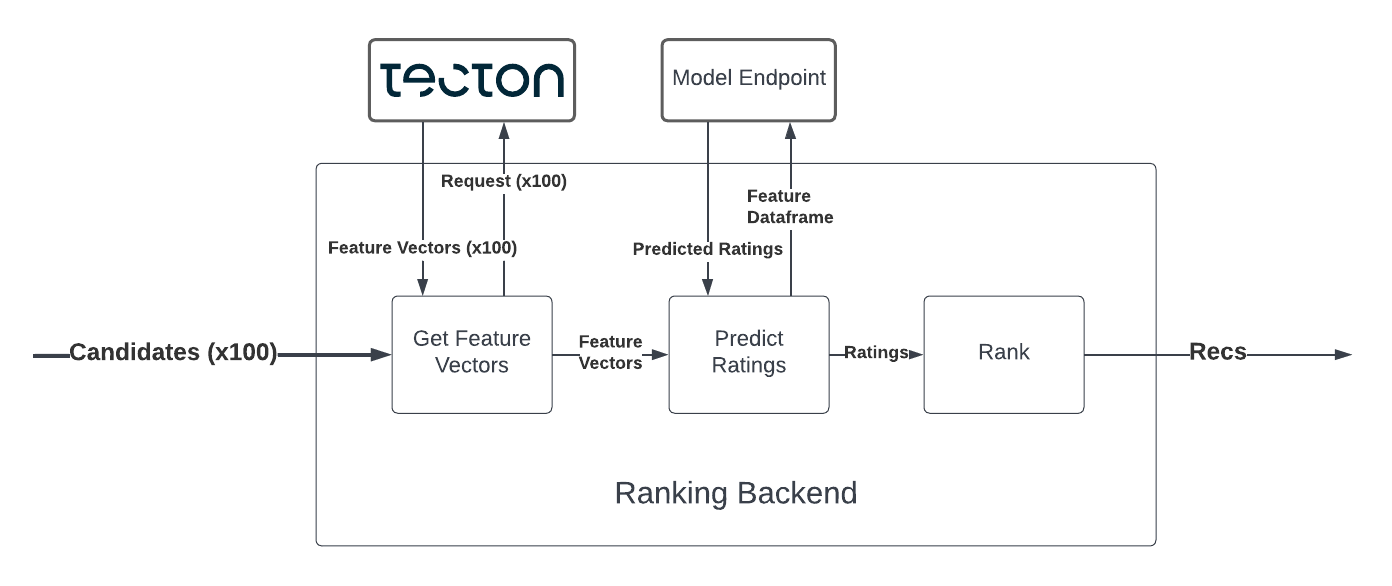 tecton
Model Endpoint
Request (x100)
Feature
Dataframe
Feature Vectors (x100)
Predicted Ratings
Candidates (x100)
Get Feature
Vectors
Feature
Vectors
Predict
Ratings
Ratings
Rank
Recs
Ranking Backend